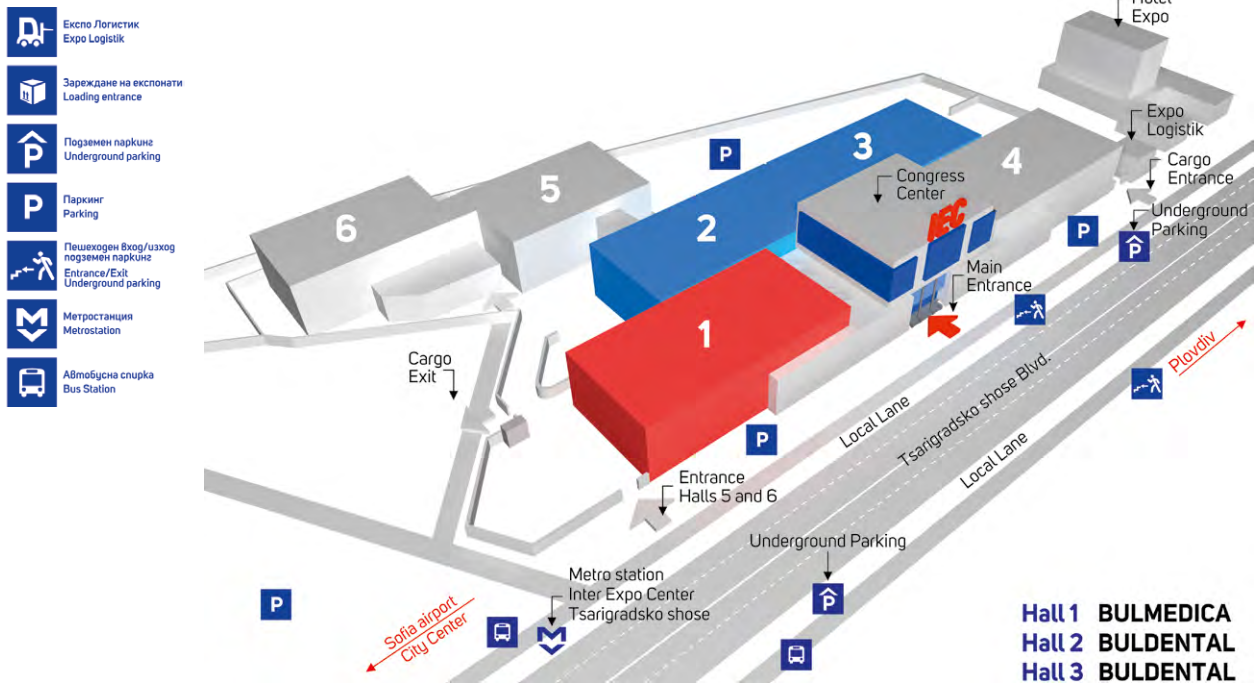 Експо Логистик
Expo Logistik
Зареждане на експонати
Loading entrance
Подземен паркинг
Underground parking
P
Паркинг
Parking
P
Пешеходен вход/изход
подземен паркинг
Entrance/Exit
Underground parking
Метростанция
Metrostation
M
Автобусна спирка
Bus Station
Hotel
Expo
Expo
Logistik
Cargo
Entrance
Underground
Parking
P
P
P
3
4
5
6
2
1
Congress
Center
IEC
Main
Entrance
Cargo
Exit
P
Plovdiv
Local Lane
Tsarigradsko shose Blvd.
Local Lane
Entrance
Halls 5 and 6
Underground Parking
P
Metro station
Inter Expo Center
Tsarigradsko shose
M
P
Sofia airport
City Center
Hall 1 BULMEDICA
Hall 2 BULDENTAL
Hall 3 BULDENTAL